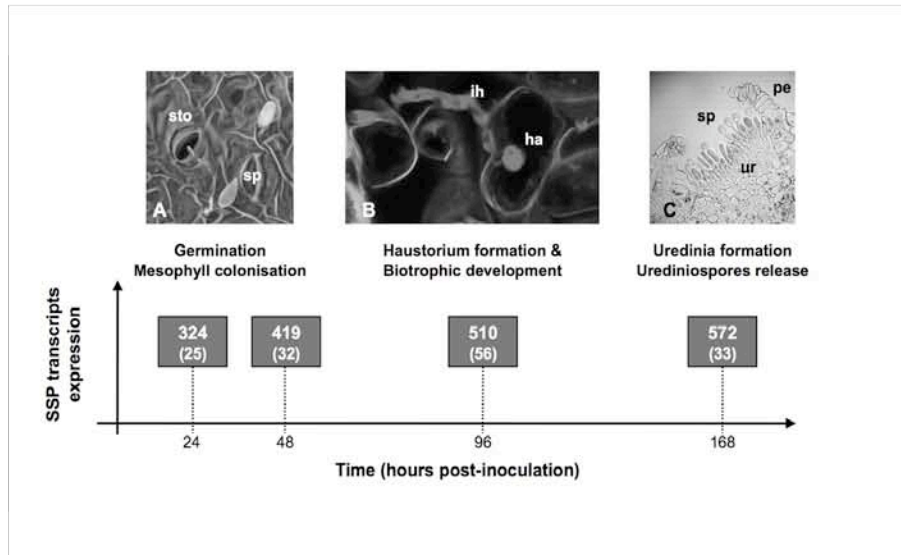 sto
sp
A
ih
ha
B
pe
sp
ur
C
Germination
Mesophyll colonisation
Haustorium formation &
Biotrophic development
Uredinia formation
Urediniospores release
SSP transcripts
expression
324
(25)
419
(32)
510
(56)
572
(33)
24
48
96
168
Time (hours post-inoculation)